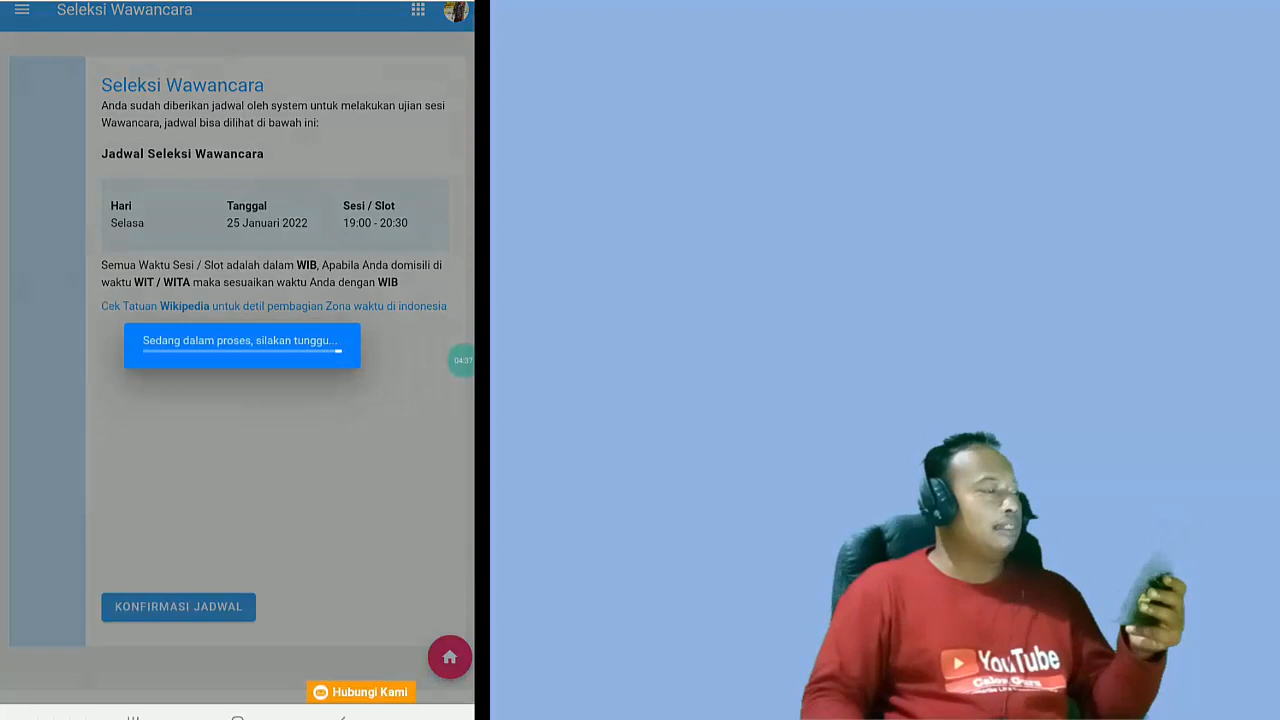 Seleksi Wawancara
Seleksi Wawancara
Anda sudah diberikan jadwal oleh system untuk melakukan ujian sesi
Wawancara, jadwal bisa dilihat di bawah ini:
Jadwal Seleksi Wawancara
Hari Tanggal Sesi / Slot
Selasa 25 Januari 2022 19:00 - 20:30
Semua Waktu Sesi / Slot adalah dalam WIB, Apabila Anda domisili di
waktu WIT / WITA maka sesuaikan waktu Anda dengan WIB
Cek Tatuan Wikipedia untuk detil pembagian Zona waktu di indonesia
Sedang dalam proses, silakan tunggu...
04:37
KONFIRMASI JADWAL
Hubungi Kami
YouTube
Calon Guru